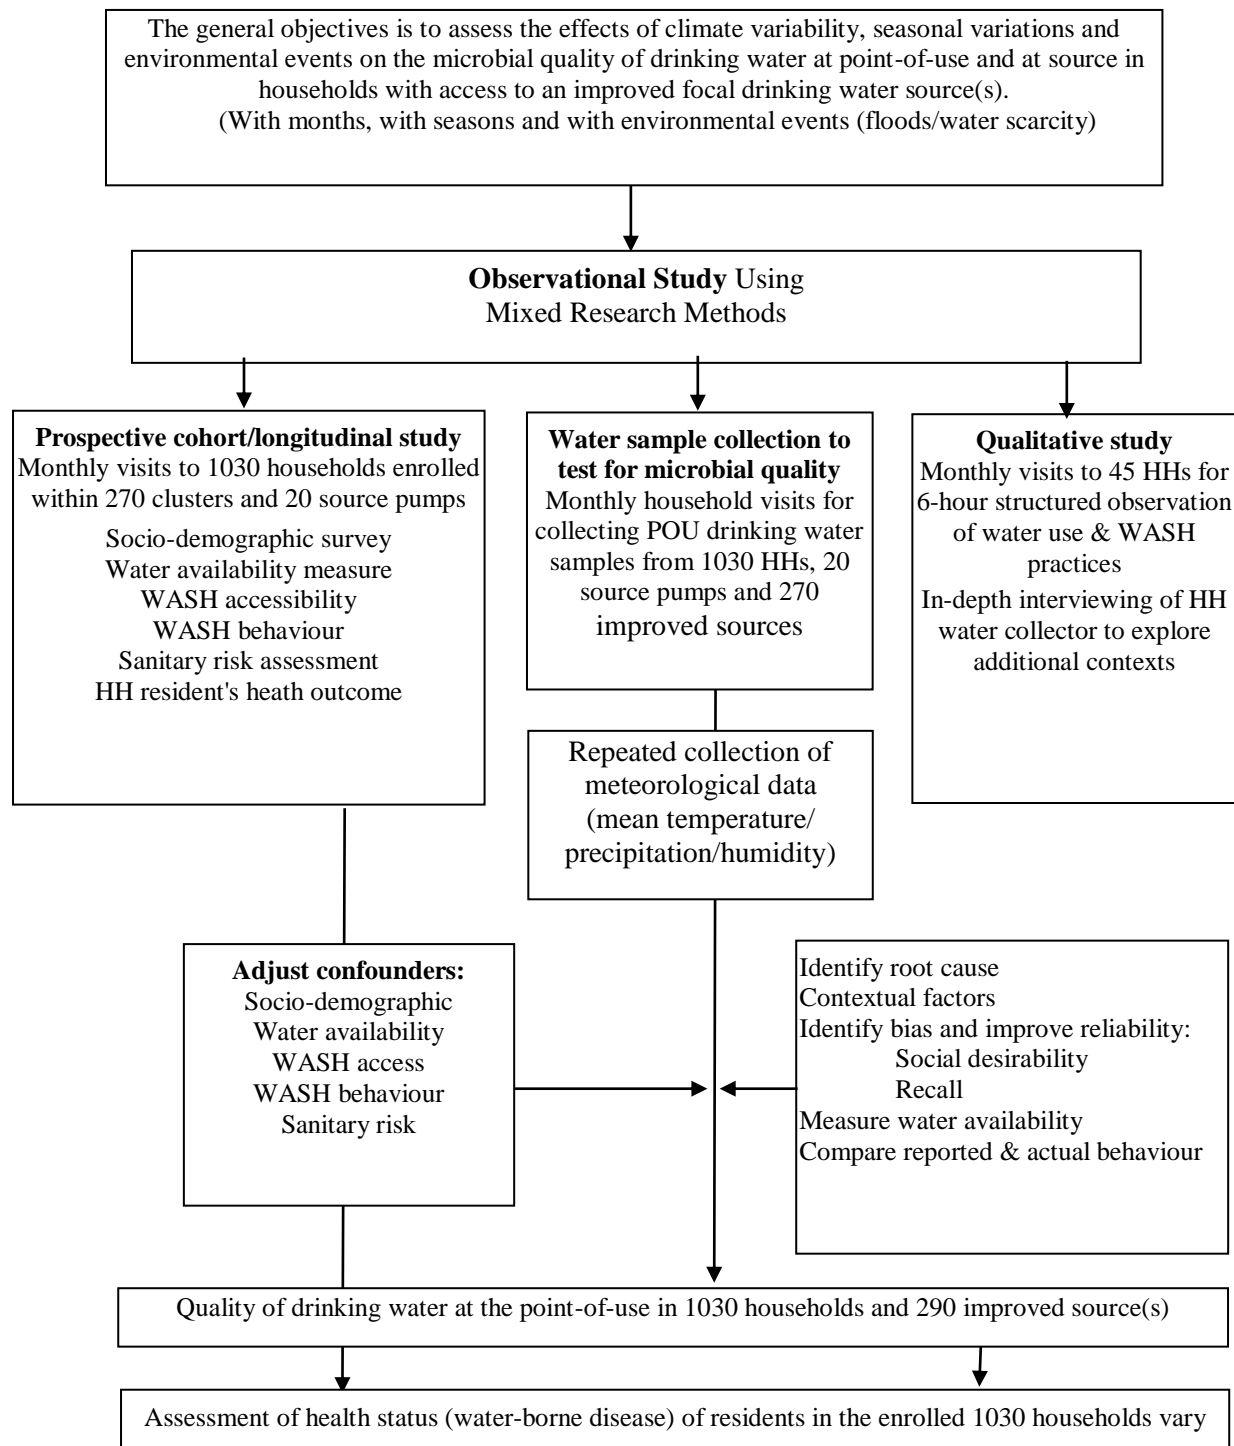 The general objectives is to assess the effects of climate variability, seasonal variations and
environmental events on the microbial quality of drinking water at point-of-use and at source in
households with access to an improved focal drinking water source(s).
(With months, with seasons and with environmental events (floods/water scarcity)
Observational Study Using
Mixed Research Methods
Prospective cohort/longitudinal study
Monthly visits to 1030 households enrolled
within 270 clusters and 20 source pumps
Socio-demographic survey
Water availability measure
WASH accessibility
WASH behaviour
Sanitary risk assessment
HH resident's heath outcome
Water sample collection to
test for microbial quality
Monthly household visits for
collecting POU drinking water
samples from 1030 HHs, 20
source pumps and 270
improved sources
Qualitative study
Monthly visits to 45 HHs for
6-hour structured observation
of water use & WASH
practices
In-depth interviewing of HH
water collector to explore
additional contexts
Repeated collection of
meteorological data
(mean temperature/
precipitation/humidity)
Adjust confounders:
Socio-demographic
Water availability
WASH access
WASH behaviour
Sanitary risk
Identify root cause
Contextual factors
Identify bias and improve reliability:
Social desirability
Recall
Measure water availability
Compare reported & actual behaviour
Quality of drinking water at the point-of-use in 1030 households and 290 improved source(s)
Assessment of health status (water-borne disease) of residents in the enrolled 1030 households vary